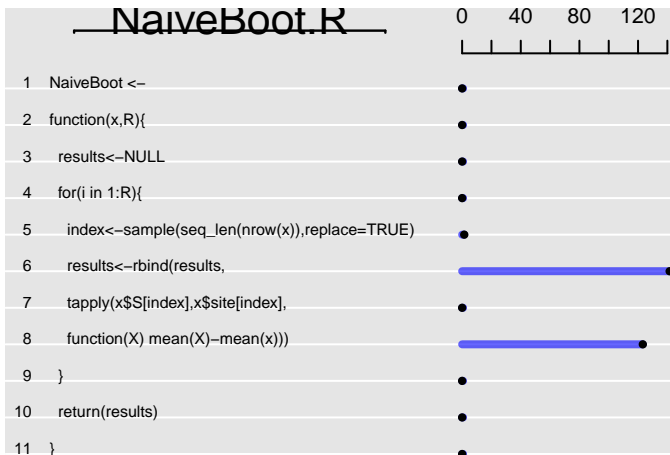 NaiveBoot.R
0 40 80 120
1 NaiveBoot <−
2 function(x,R){
3 results<−NULL
4 for(i in 1:R){
5 index<−sample(seq_len(nrow(x)),replace=TRUE)
6 results<−rbind(results,
7 tapply(x$S[index],x$site[index],
8 function(X) mean(X)−mean(x)))
9 }
10 return(results)
11 }